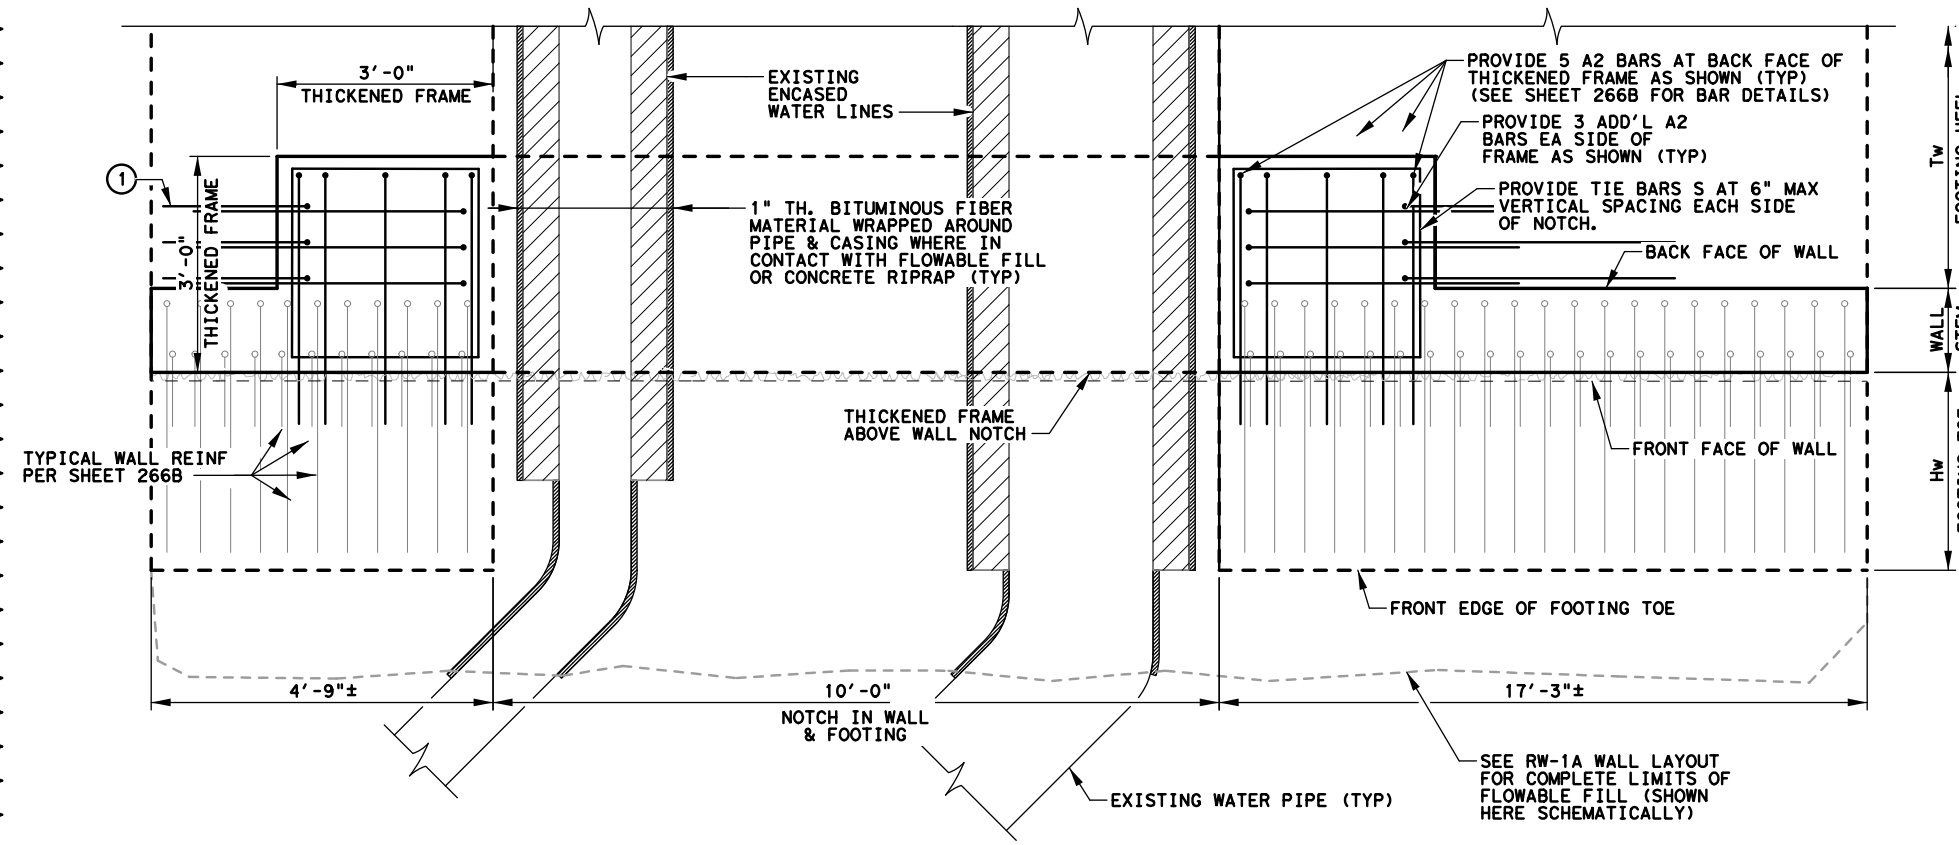 3'-0"
THICKENED FRAME
EXISTING
ENCASED
WATER LINES
PROVIDE 5 A2 BARS AT BACK FACE OF
THICKENED FRAME AS SHOWN (TYP)
(SEE SHEET 266B FOR BAR DETAILS)
PROVIDE 3 ADD'L A2
BARS EA SIDE OF
FRAME AS SHOWN (TYP)
PROVIDE TIE BARS S AT 6" MAX
VERTICAL SPACING EACH SIDE
OF NOTCH.
BACK FACE OF WALL
1
3'-0"
THICKENED FRAME
1" TH. BITUMINOUS FIBER
MATERIAL WRAPPED AROUND
PIPE & CASING WHERE IN
CONTACT WITH FLOWABLE FILL
OR CONCRETE RIPRAP (TYP)
Tw
WALL
Hw
THICKENED FRAME
ABOVE WALL NOTCH
FRONT FACE OF WALL
TYPICAL WALL REINF
PER SHEET 266B
FRONT EDGE OF FOOTING TOE
4'-9"±
10'-0"
NOTCH IN WALL
& FOOTING
17'-3"±
EXISTING WATER PIPE (TYP)
SEE RW-1A WALL LAYOUT
FOR COMPLETE LIMITS OF
FLOWABLE FILL (SHOWN
HERE SCHEMATICALLY)